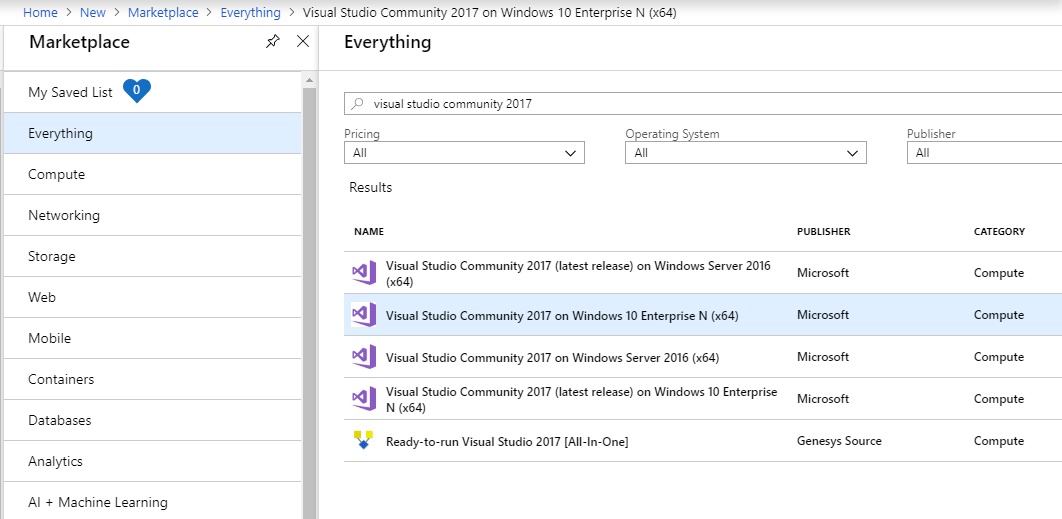 Home > New > Marketplace > Everything > Visual Studio Community 2017 on Windows 10 Enterprise N (x64)
Marketplace
My Saved List 0
Everything
Compute
Networking
Storage
Web
Mobile
Containers
Databases
Analytics
AI + Machine Learning
Everything
visual studio community 2017
Pricing Operating System Publisher
All All All
Results
NAME PUBLISHER CATEGORY
Visual Studio Community 2017 (latest release) on Windows Server 2016
(x64) Microsoft Compute
Visual Studio Community 2017 on Windows 10 Enterprise N (x64) Microsoft Compute
Visual Studio Community 2017 on Windows Server 2016 (x64) Microsoft Compute
Visual Studio Community 2017 (latest release) on Windows 10 Enterprise
N (x64) Microsoft Compute
Ready-to-run Visual Studio 2017 [All-In-One] Genesys Source Compute